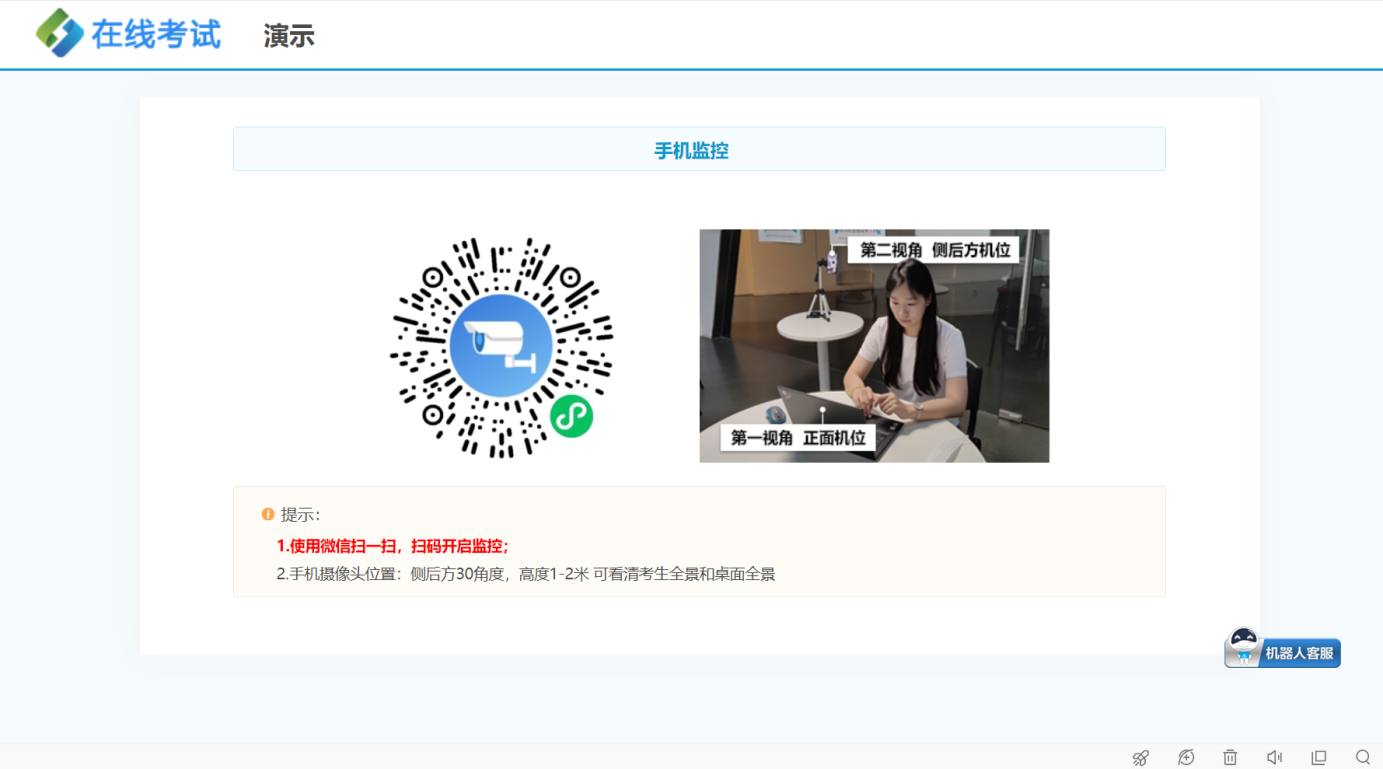 在线考试 演示
手机监控
第二视角 侧后方机位
第一视角 正面机位
提示：
1.使用微信扫一扫，扫码开启监控；
2.手机摄像头位置：侧后方30角度，高度1-2米 可看清考生全景和桌面全景
机器人客服